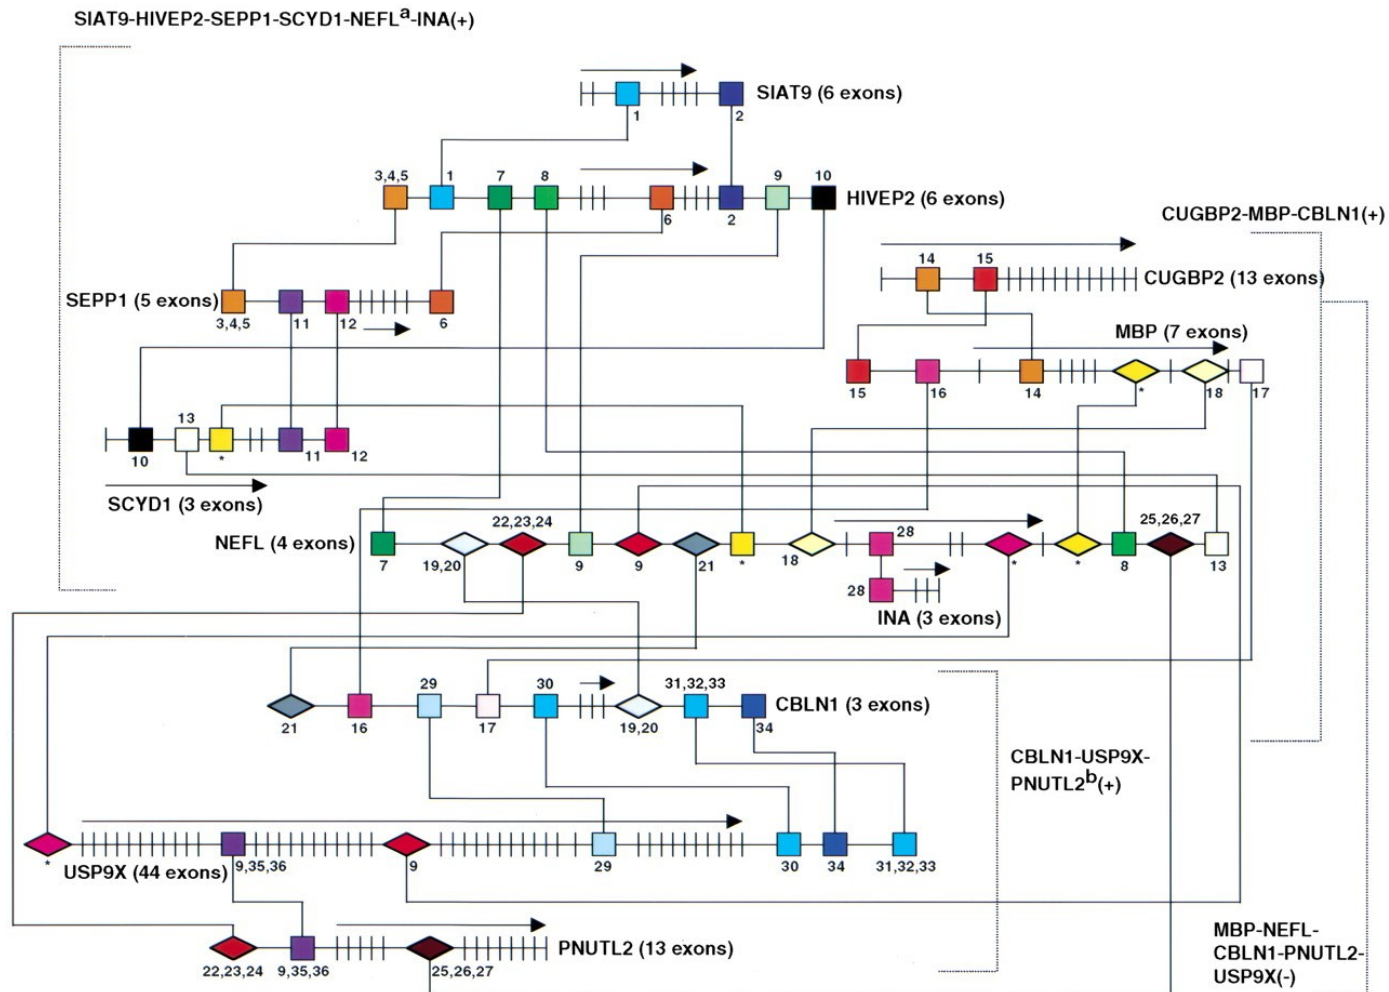 SIAT9-HIVEP2-SEPP1-SCYD1-NEFLa-INA(+)
SIAT9 (6 exons)
1 2
3,4,5 1 7 8 9 10
HIVEP2 (6 exons)
6 2
CUGBP2-MBP-CBLN1(+)
14 15
CUGBP2 (13 exons)
SEPP1 (5 exons)
3,4,5 11 12 6
MBP (7 exons)
15 16 14 * 18 17
13
10 * 11 12
SCYD1 (3 exons)
22,23,24 28 25,26,27
NEFL (4 exons)
7 19,20 9 9 21 * 18 * * 8 13
28
INA (3 exons)
29 30 31,32,33
CBLN1 (3 exons)
21 16 17 19,20 34
CBLN1-USP9X-
PNUTL2b(+)
USP9X (44 exons)
* 9,35,36 9 29 30 34 31,32,33
PNUTL2 (13 exons)
22,23,24 9,35,36 25,26,27
MBP-NEFL-
CBLN1-PNUTL2-
USP9X(-)